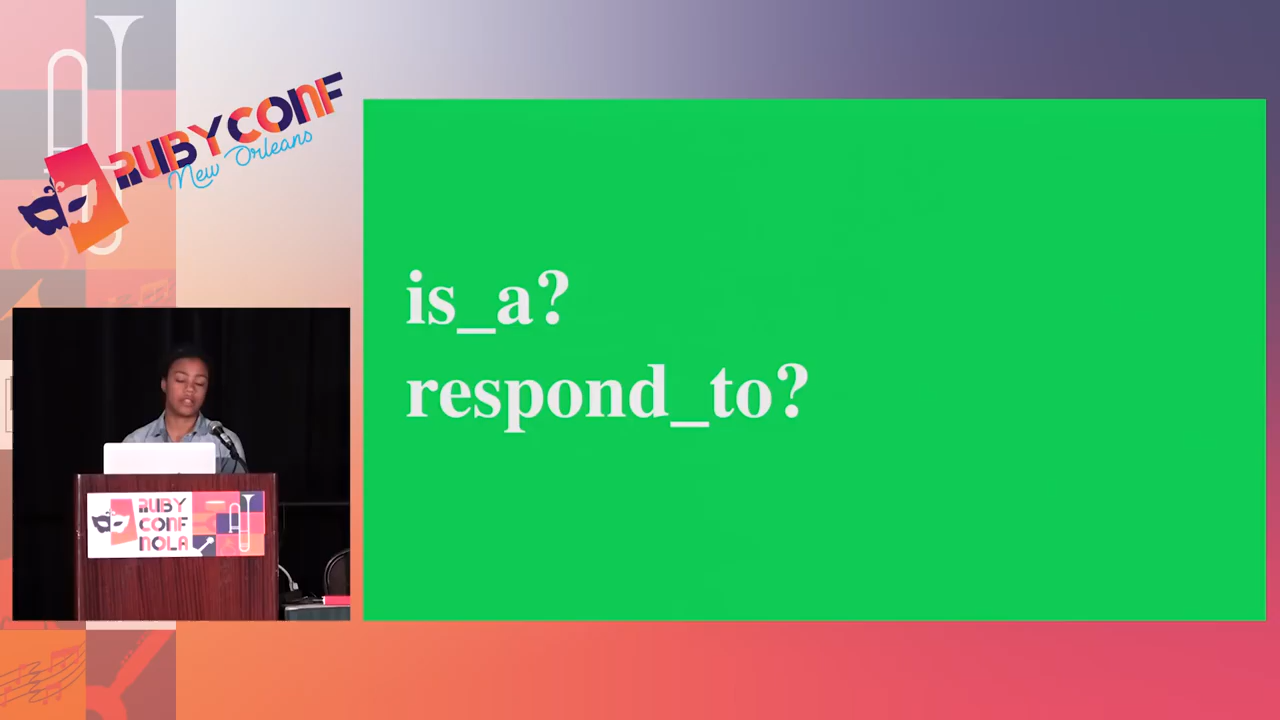 RUBYCONF
New Orleans
is_a?
respond_to?
RUBY
CONF
NOLA